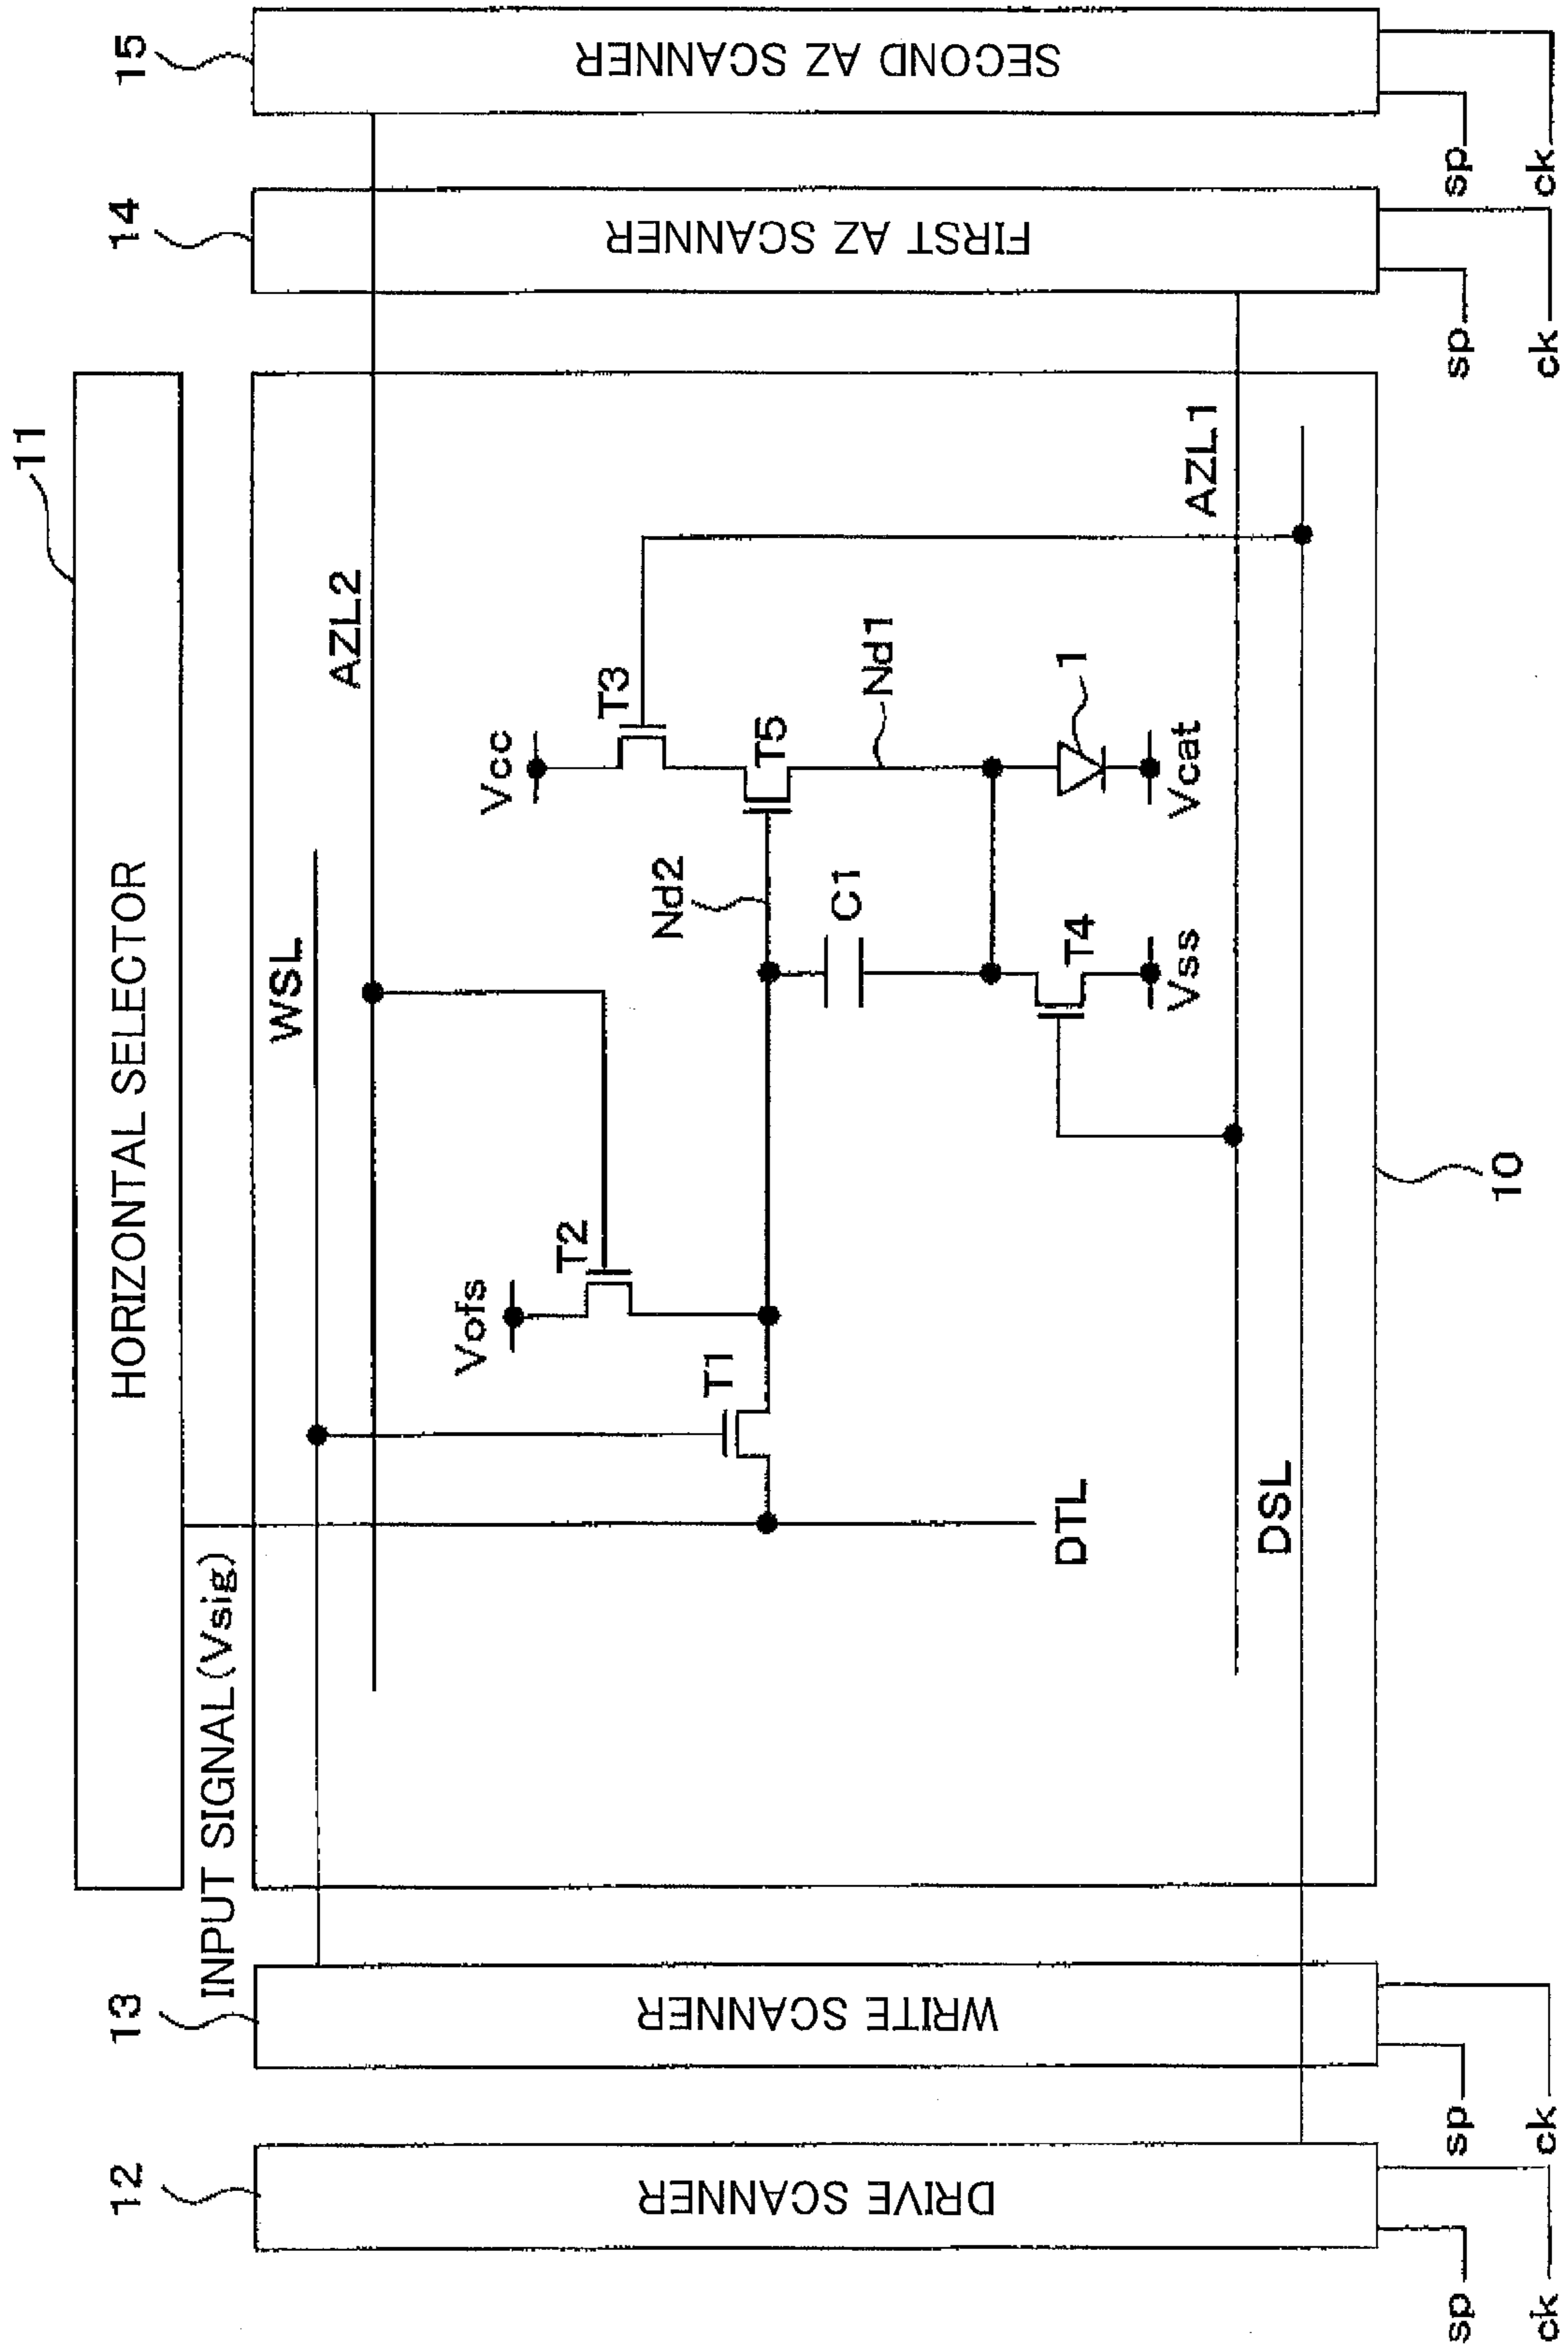 11
HORIZONTAL SELECTOR
INPUT SIGNAL(Vsig)
12
13
14
15
DRIVE SCANNER
WRITE SCANNER
FIRST AZ SCANNER
SECOND AZ SCANNER
WSL
AZL2
Vofs
Vcc
T2
T3
Nd2
T1
T5
C1
Nd1
DTL
T4
1
Vss
Vcat
AZL1
DSL
10
sp
ck
sp
ck
sp
ck
sp
ck